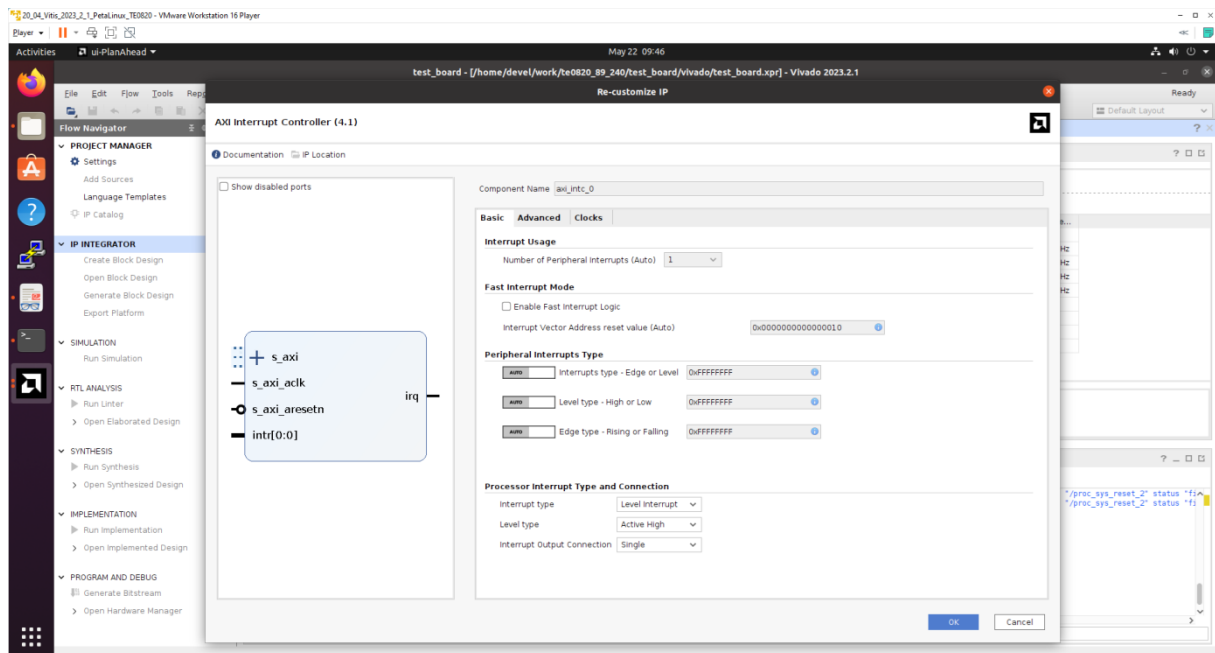 20_04_Vitis_2023_2_1_PetaLinux_TE0820 - VMware Workstation 16 Player
Player
Activities
ui-PlanAhead
May 22 09:46
test_board - [/home/devel/work/te0820_89_240/test_board/vivado/test_board.xpr] - Vivado 2023.2.1
File Edit Flow Tools
Re-customize IP
Ready
Default Layout
Flow Navigator
AXI Interrupt Controller (4.1)
PROJECT MANAGER
Settings
Add Sources
Language Templates
IP Catalog
IP INTEGRATOR
Create Block Design
Open Block Design
Generate Block Design
Export Platform
SIMULATION
Run Simulation
RTL ANALYSIS
Run Linter
Open Elaborated Design
SYNTHESIS
Run Synthesis
Open Synthesized Design
IMPLEMENTATION
Run Implementation
Open Implemented Design
PROGRAM AND DEBUG
Generate Bitstream
Open Hardware Manager
Documentation IP Location
Show disabled ports
s_axi
s_axi_aclk
s_axi_aresetn
intr[0:0]
irq
Component Name axi_intc_0
Basic Advanced Clocks
Interrupt Usage
Number of Peripheral Interrupts (Auto) 1
Fast Interrupt Mode
Enable Fast Interrupt Logic
Interrupt Vector Address reset value (Auto) 0x0000000000000010
Peripheral Interrupts Type
AUTO Interrupts type - Edge or Level 0xFFFFFFFF
AUTO Level type - High or Low 0xFFFFFFFF
AUTO Edge type - Rising or Falling 0xFFFFFFFF
Processor Interrupt Type and Connection
Interrupt type Level Interrupt
Level type Active High
Interrupt Output Connection Single
OK Cancel
Hz
Hz
Hz
"/proc_sys_reset_2" status
"/proc_sys_reset_2" status